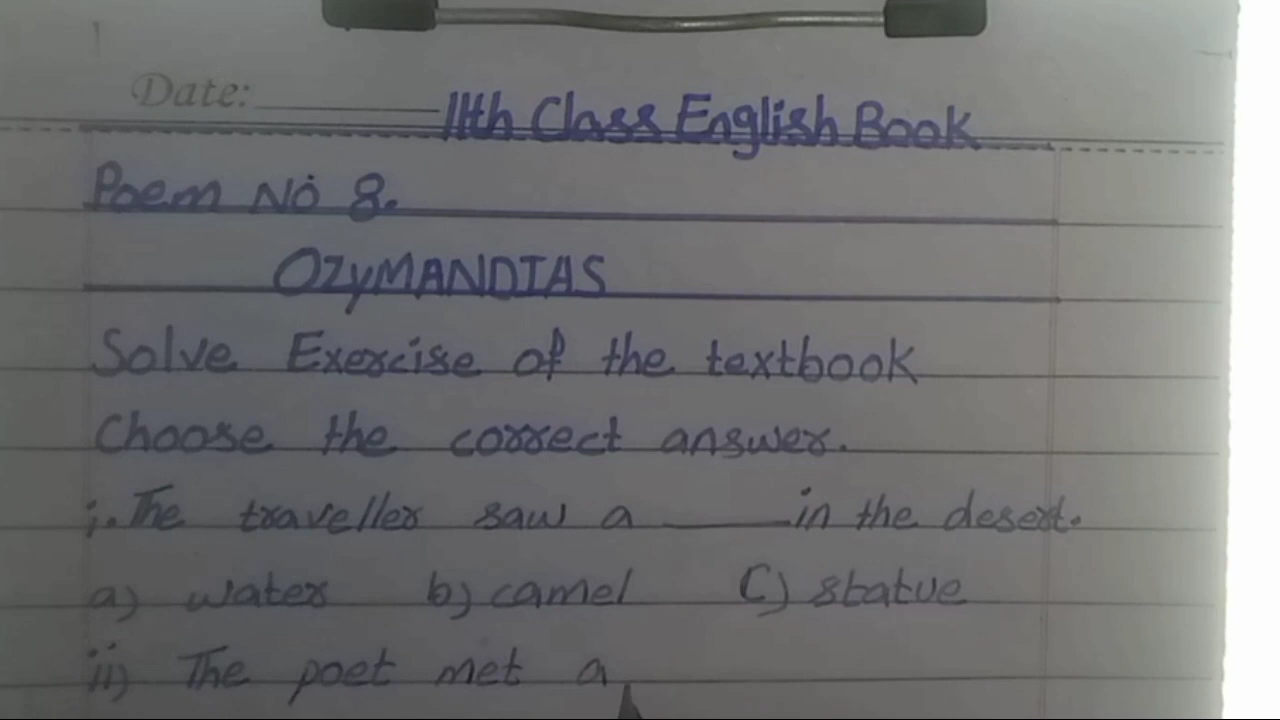 Date: 11th Class English Book
Poem No 8.
OZYMANDIAS
Solve Exercise of the textbook
Choose the correct answer.
i. The traveller saw a ______ in the desert.
a) water b) camel C) statue
ii) The poet met a